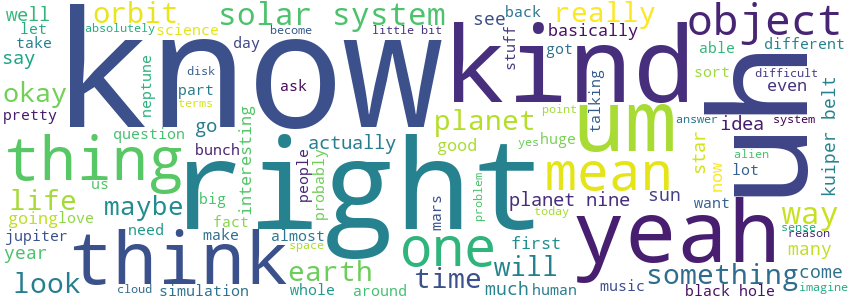 well
orbit
solar system
really
see
back
object
let
absolutely
science
become
little bit
basically
take
day
stuff
got
able
different
say
know
kind
neptune
disk
ask
sort
difficult
okay
part
talking
even
uh
pretty
terms
planet
um
point
answer
idea
system
question
go
interesting
actually
good
yes
huge
star
alien
kuiper belt
thing
right
us
bunch
people
probably
mean
now
lot
life
maybe
big
mars
problem
planet nine
sun
want
way
going
love
fact
today
yeah
sense
reason
jupiter
need
make
almost
one
first
many
year
think
space
earth
time
will
something
come
look
cloud
simulation
whole
around
much
human
music
black hole
imagine